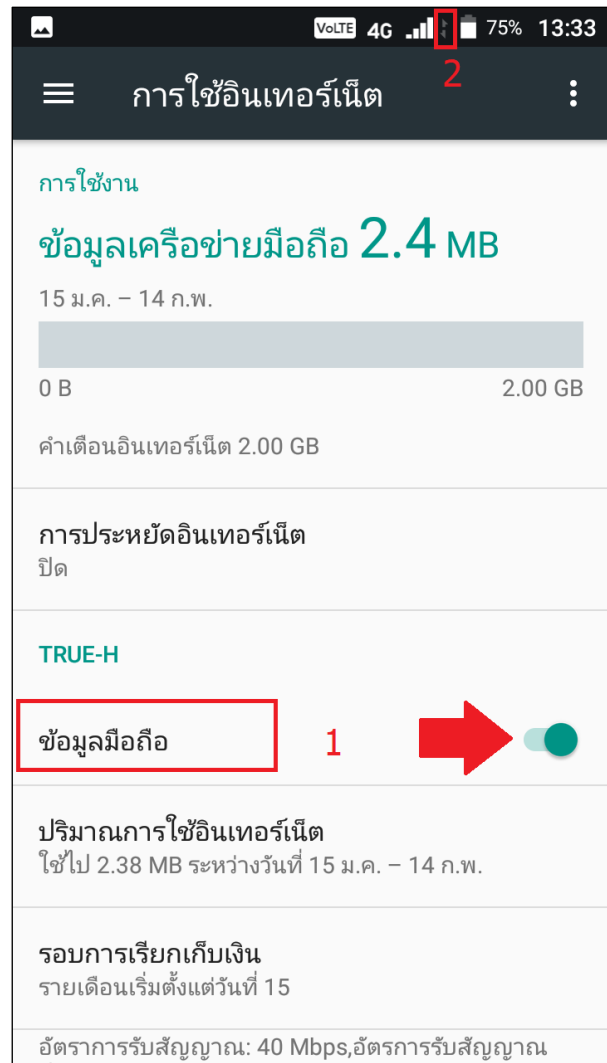 VoLTE 4G 75% 13:33
2
การใช้อินเทอร์เน็ต
การใช้งาน
ข้อมูลเครือข่ายมือถือ 2.4 MB
15 ม.ค. – 14 ก.พ.
0 B 2.00 GB
คำเตือนอินเทอร์เน็ต 2.00 GB
การประหยัดอินเทอร์เน็ต
ปิด
TRUE-H
ข้อมูลมือถือ 1
ปริมาณการใช้อินเทอร์เน็ต
ใช้ไป 2.38 MB ระหว่างวันที่ 15 ม.ค. – 14 ก.พ.
รอบการเรียกเก็บเงิน
รายเดือนเริ่มตั้งแต่วันที่ 15
อัตราการรับสัญญาณ: 40 Mbps,อัตรการรับสัญญาณ